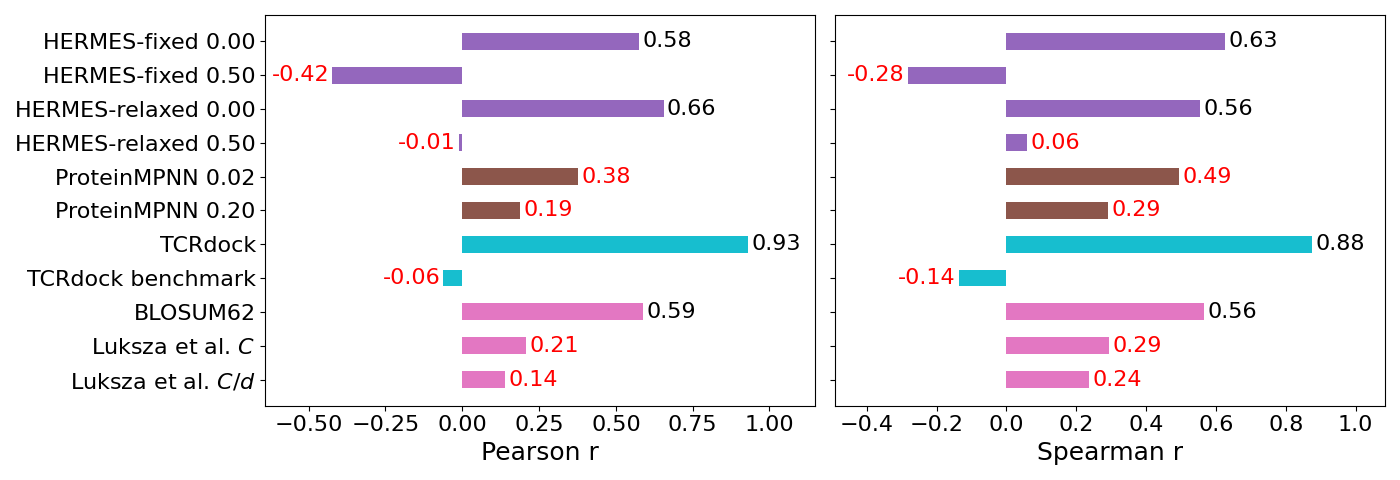 HERMES-fixed 0.00 0.58 0.63
HERMES-fixed 0.50 -0.42 -0.28
HERMES-relaxed 0.00 0.66 0.56
HERMES-relaxed 0.50 -0.01 0.06
ProteinMPNN 0.02 0.38 0.49
ProteinMPNN 0.20 0.19 0.29
TCRdock 0.93 0.88
TCRdock benchmark -0.06 -0.14
BLOSUM62 0.59 0.56
Luksza et al. C 0.21 0.29
Luksza et al. C/d 0.14 0.24
−0.50 −0.25 0.00 0.25 0.50 0.75 1.00 −0.4 −0.2 0.0 0.2 0.4 0.6 0.8 1.0
Pearson r Spearman r